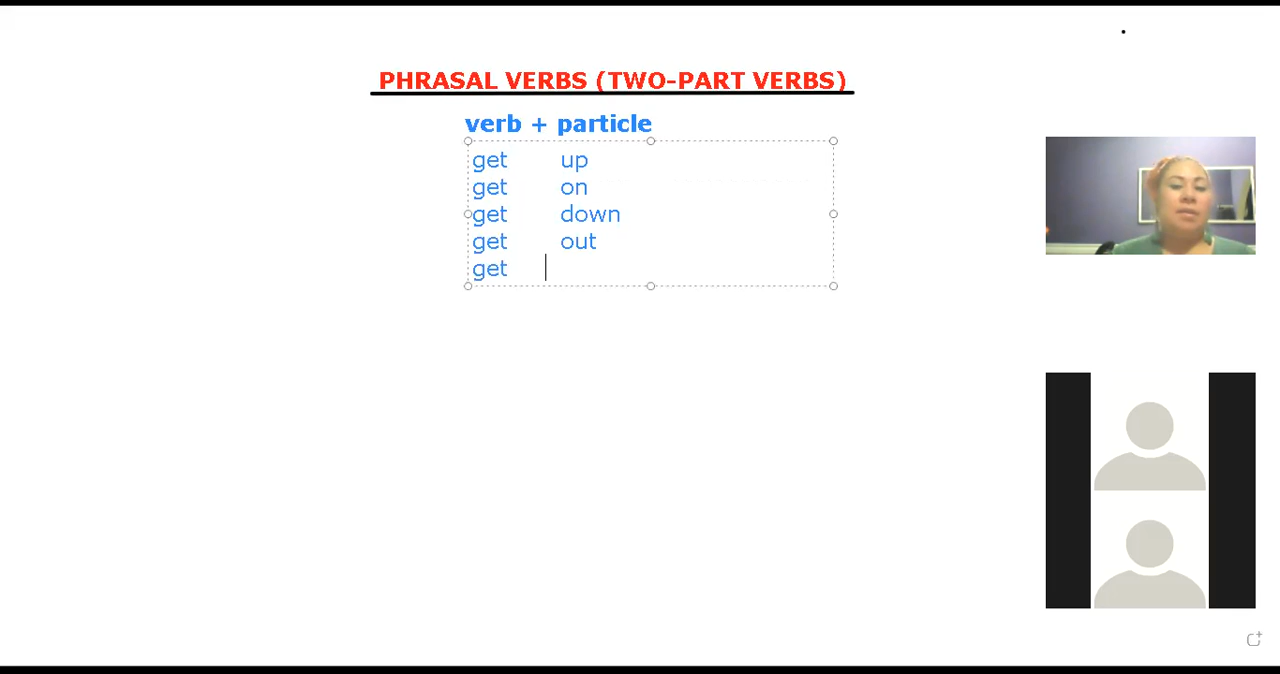 PHRASAL VERBS (TWO-PART VERBS)
verb + particle
get up
get on
get down
get out
get